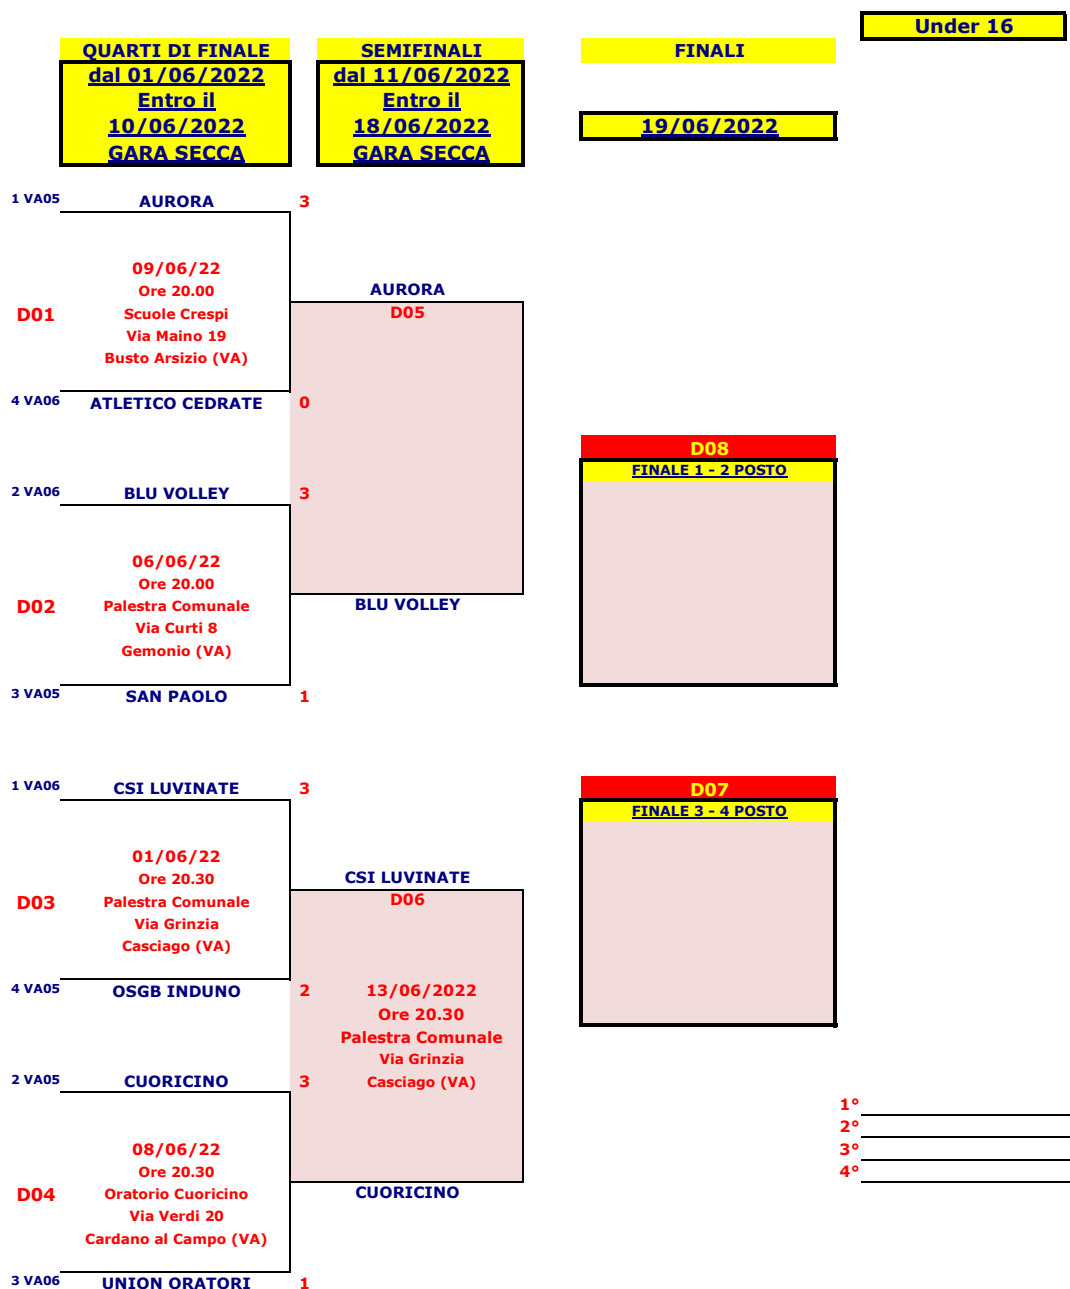 Under 16
QUARTI DI FINALE
dal 01/06/2022
Entro il
10/06/2022
GARA SECCA
SEMIFINALI
dal 11/06/2022
Entro il
18/06/2022
GARA SECCA
FINALI
19/06/2022
1 VA05 AURORA 3
D01
09/06/22
Ore 20.00
Scuole Crespi
Via Maino 19
Busto Arsizio (VA)
4 VA06 ATLETICO CEDRATE 0
2 VA06 BLU VOLLEY 3
D02
06/06/22
Ore 20.00
Palestra Comunale
Via Curti 8
Gemonio (VA)
3 VA05 SAN PAOLO 1
AURORA
D05
BLU VOLLEY
D08
FINALE 1 - 2 POSTO
1 VA06 CSI LUVINATE 3
D03
01/06/22
Ore 20.30
Palestra Comunale
Via Grinzia
Casciago (VA)
4 VA05 OSGB INDUNO 2
2 VA05 CUORICINO 3
D04
08/06/22
Ore 20.30
Oratorio Cuoricino
Via Verdi 20
Cardano al Campo (VA)
3 VA06 UNION ORATORI 1
CSI LUVINATE
D06
13/06/2022
Ore 20.30
Palestra Comunale
Via Grinzia
Casciago (VA)
CUORICINO
D07
FINALE 3 - 4 POSTO
1°
2°
3°
4°